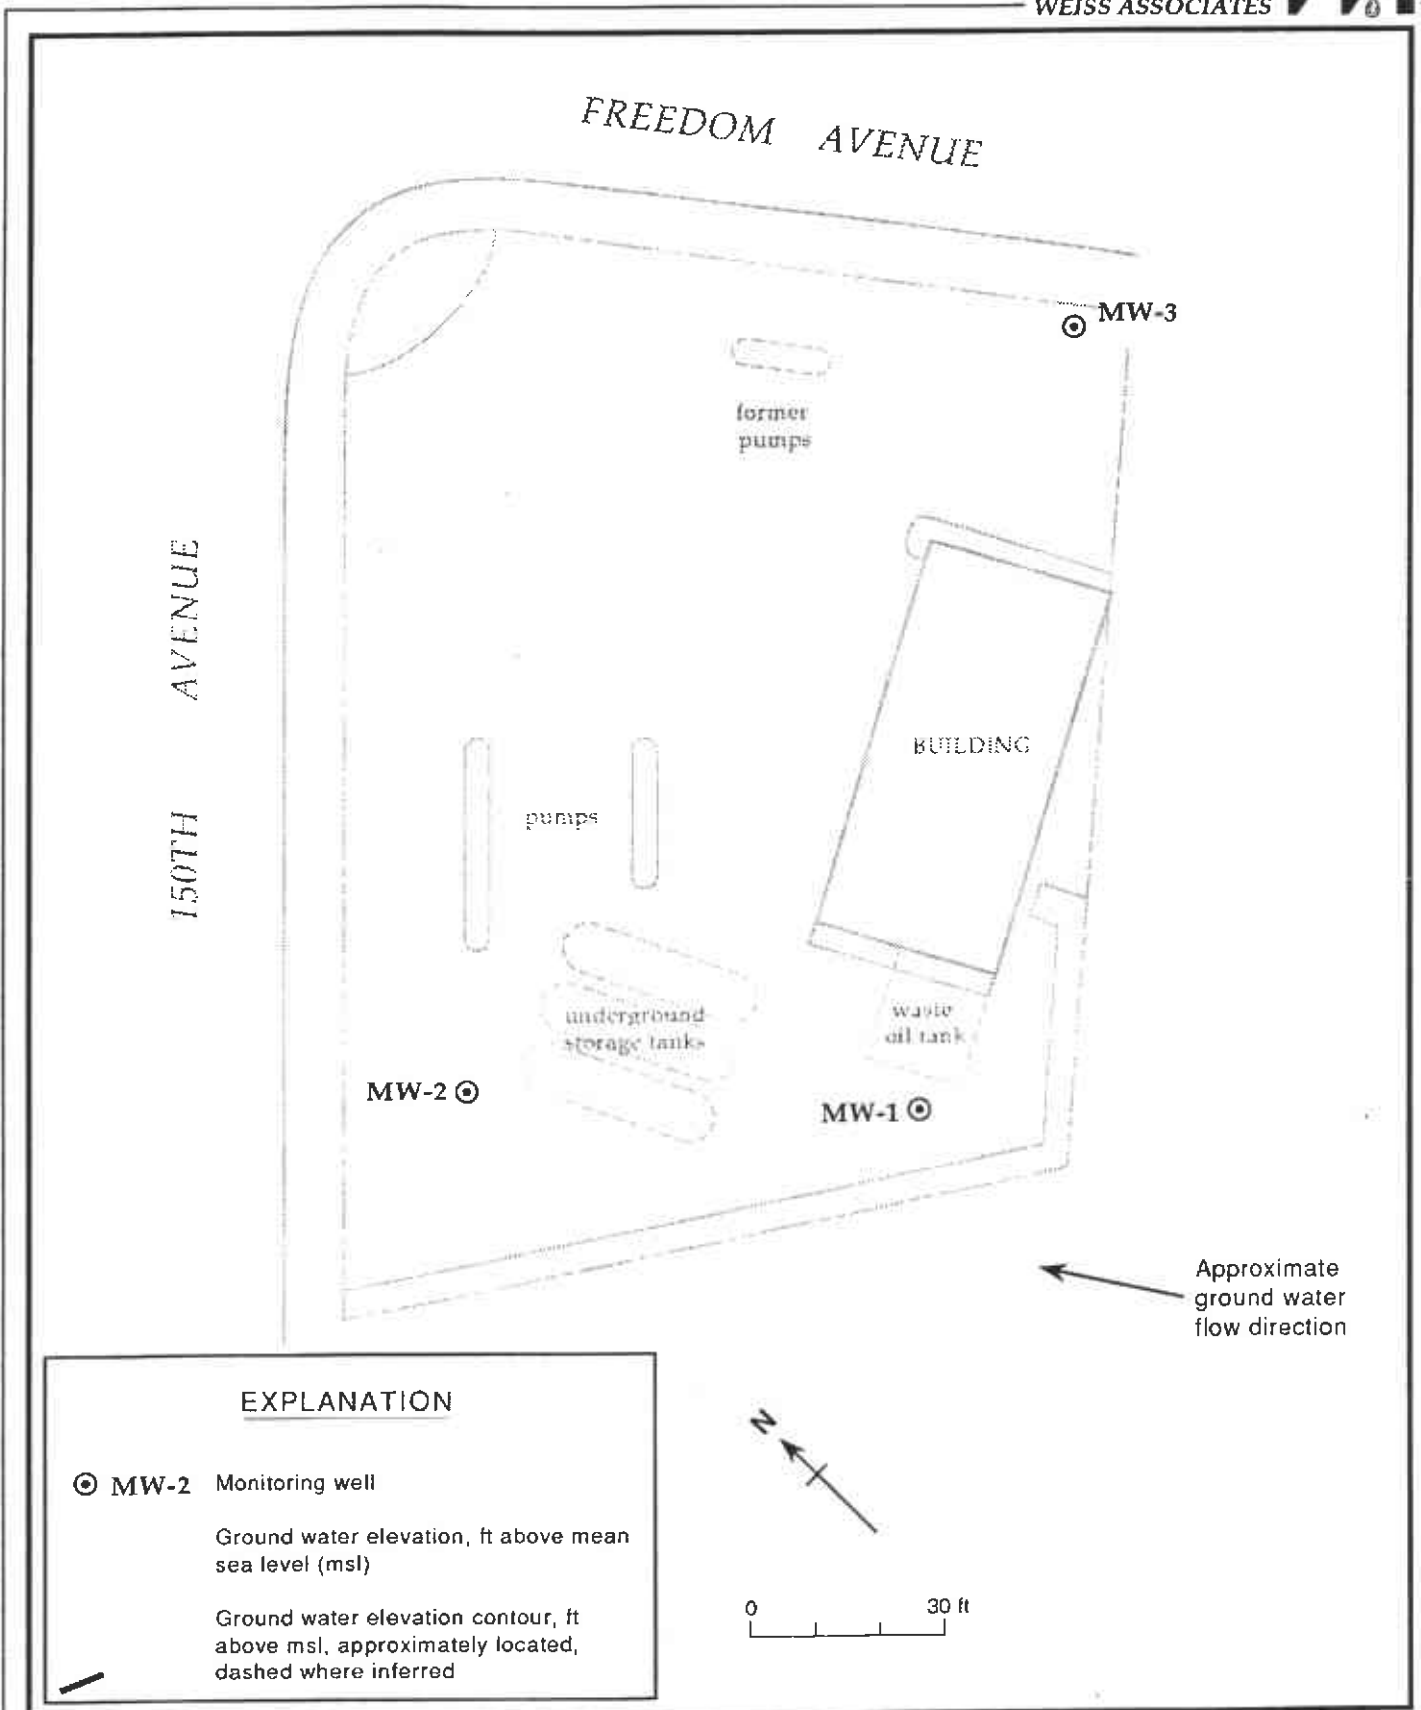 WEISS ASSOCIATES
FREEDOM AVENUE
MW-3
former
pumps
150TH AVENUE
BUILDING
pumps
underground
storage tanks
waste
oil tank
MW-2
MW-1
Approximate
ground water
flow direction
EXPLANATION
MW-2 Monitoring well
Ground water elevation, ft above mean
sea level (msl)
Ground water elevation contour, ft
above msl, approximately located,
dashed where inferred
N
0 30 ft